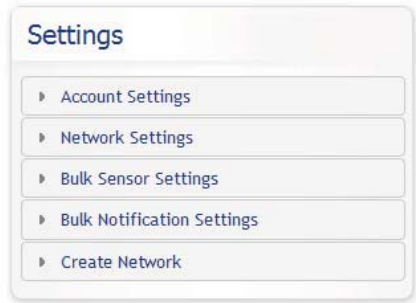 Settings
Account Settings
Network Settings
Bulk Sensor Settings
Bulk Notification Settings
Create Network